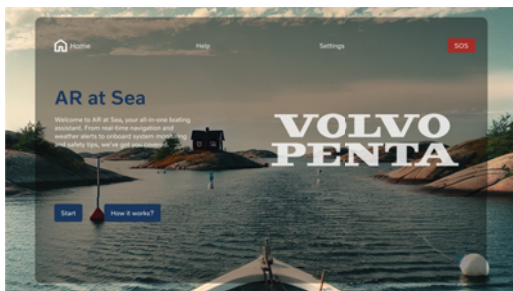 Home
Help
Settings
SOS
AR at Sea
Welcome to AR at Sea, your all-in-one boating
assistant. From real-time navigation and
weather alerts to onboard system monitoring
and safety tips, we've got you covered.
VOLVO
PENTA
Start
How it works?